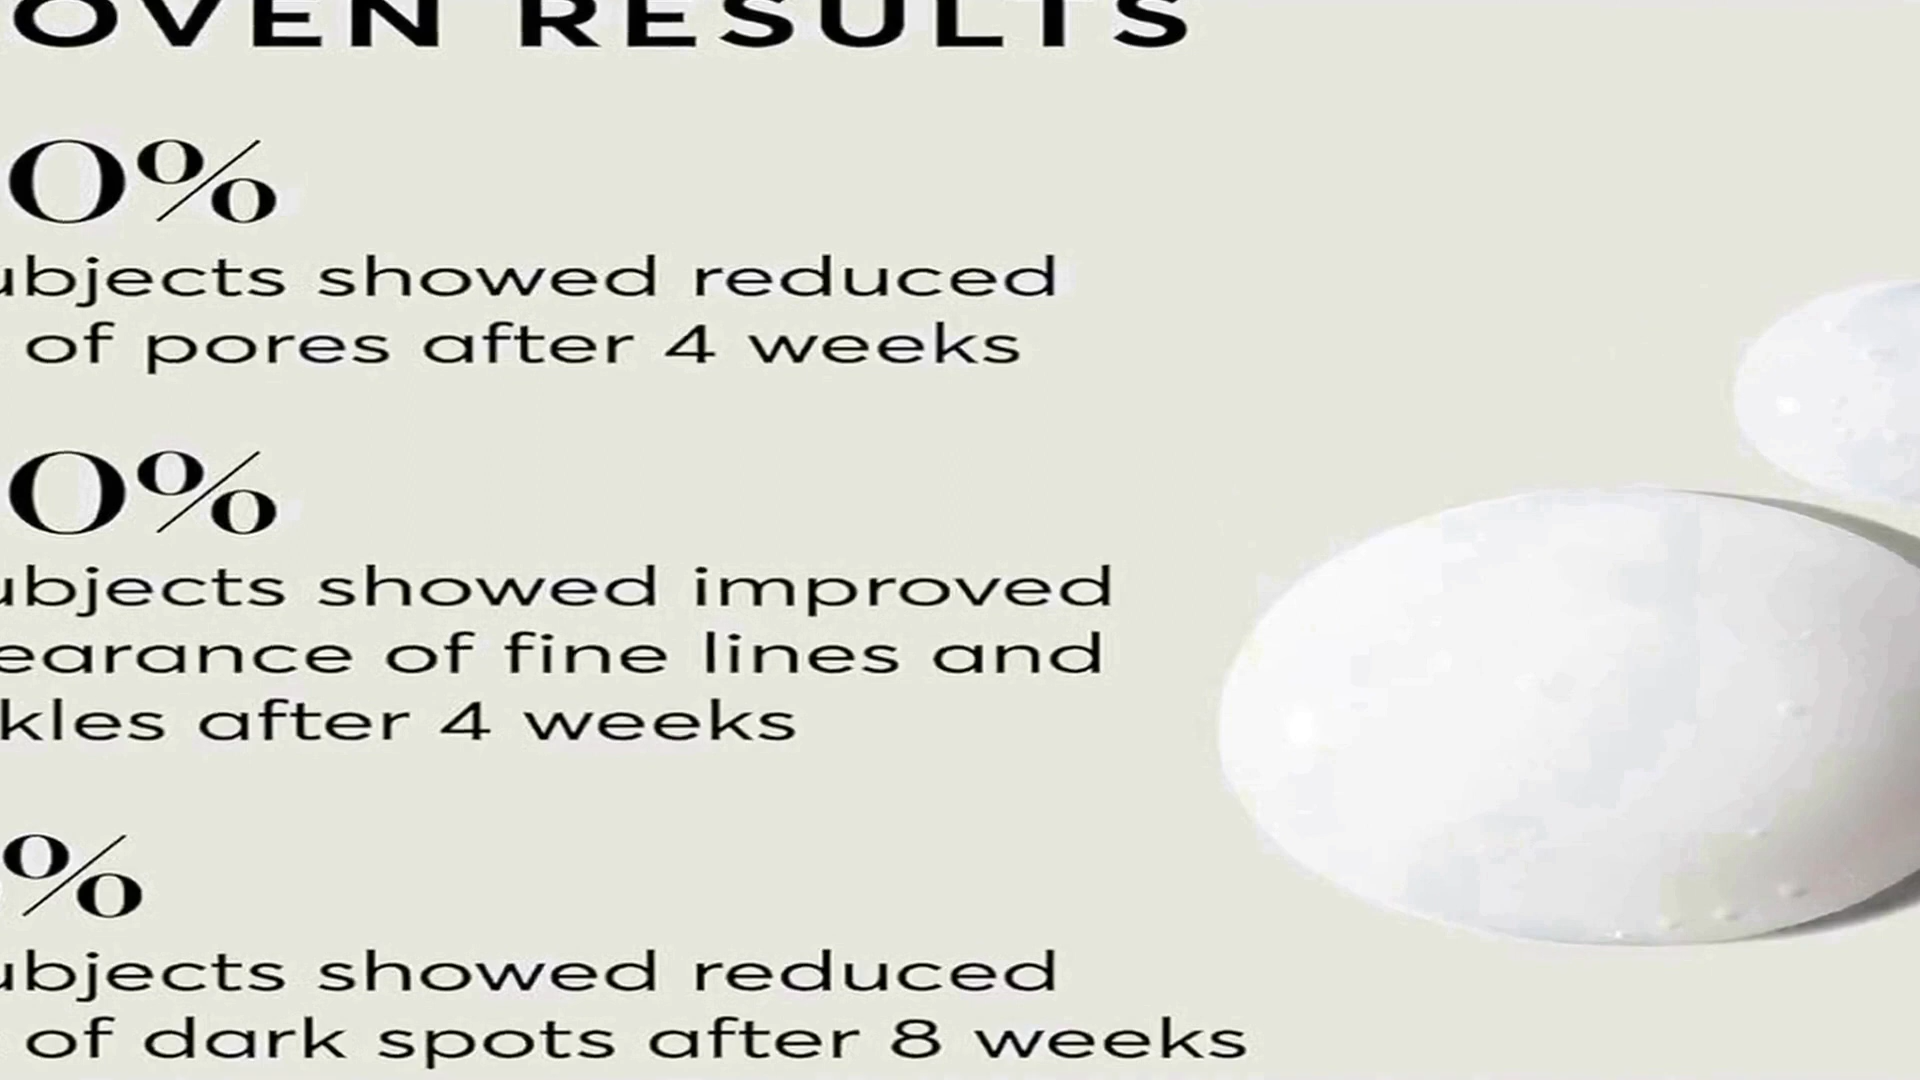 OVEN RESULTS
0%
ubjects showed reduced
of pores after 4 weeks
0%
ubjects showed improved
earance of fine lines and
kles after 4 weeks
%
ubjects showed reduced
of dark spots after 8 weeks